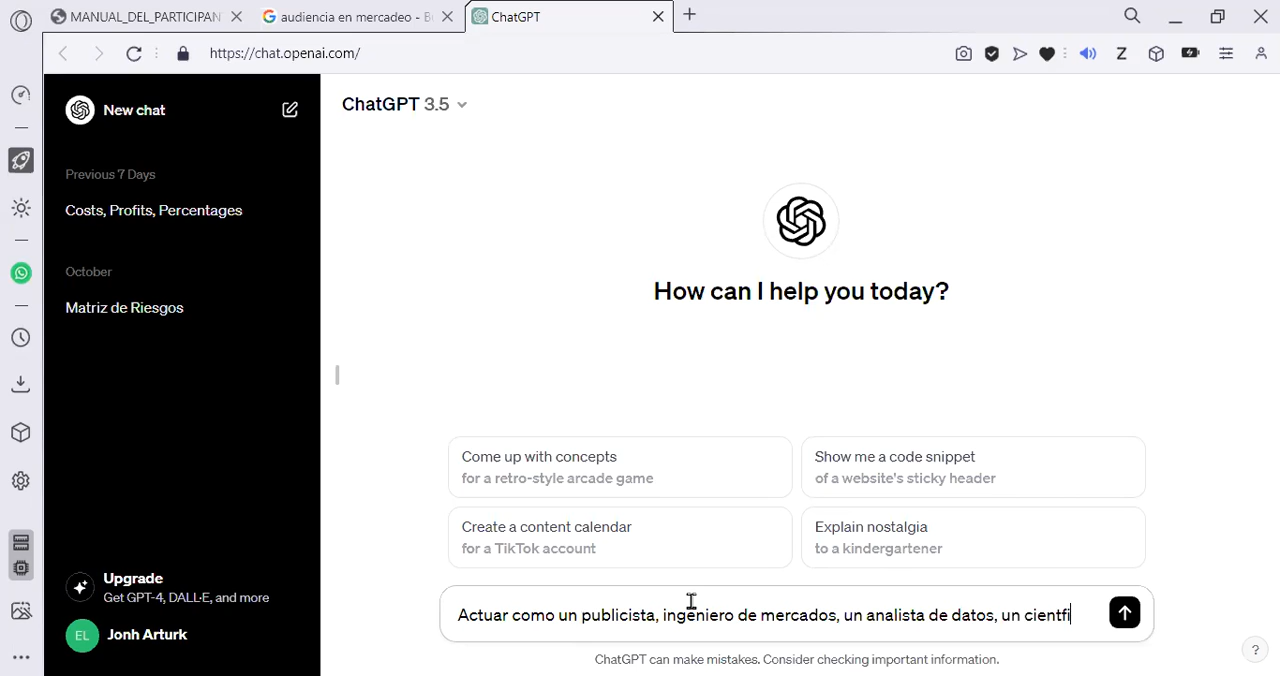 MANUAL_DEL_PARTICIPAN
audiencia en mercadeo - B
ChatGPT
https://chat.openai.com/
Z
New chat
ChatGPT 3.5
Previous 7 Days
Costs, Profits, Percentages
October
Matriz de Riesgos
How can I help you today?
Come up with concepts
for a retro-style arcade game
Show me a code snippet
of a website's sticky header
Create a content calendar
for a TikTok account
Explain nostalgia
to a kindergartener
Upgrade
Get GPT-4, DALL·E, and more
EL Jonh Arturk
Actuar como un publicista, ingeniero de mercados, un analista de datos, un cientfi
ChatGPT can make mistakes. Consider checking important information.
?